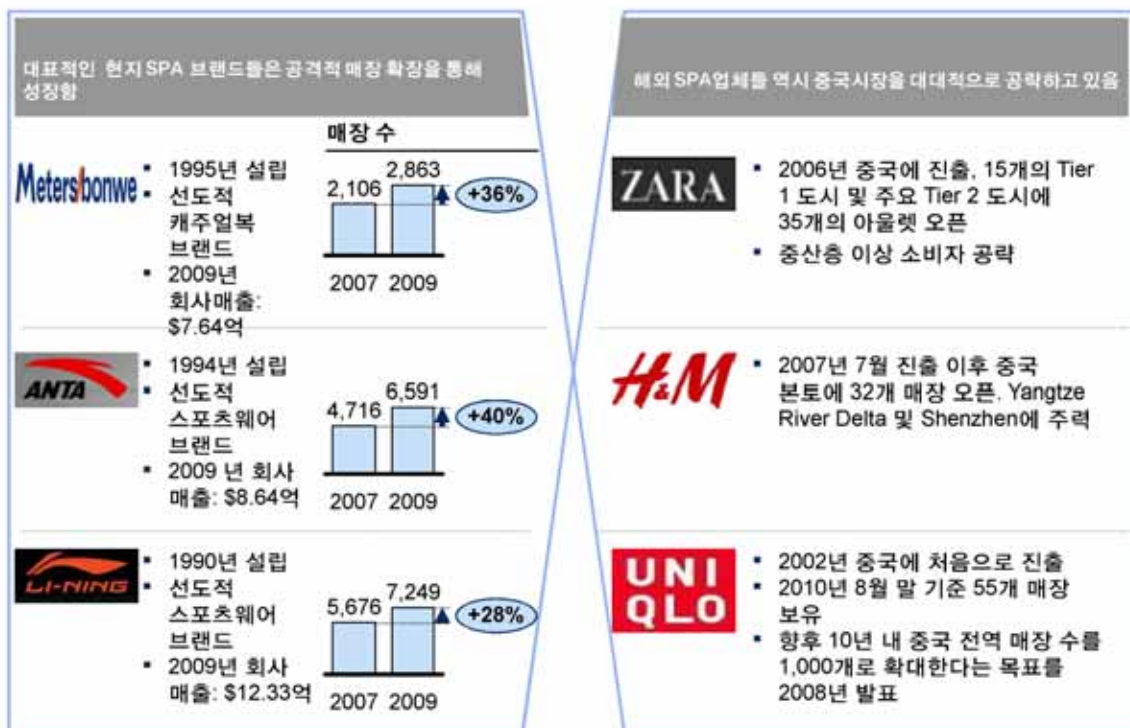 대표적인 현지 SPA 브랜드들은 공격적 매장 확장을 통해
성장함
매장 수
Meters/bonwe
1995년 설립
선도적
캐주얼복
브랜드
2009년
회사매출:
$7.64억
2,106
2,863
+36%
2007 2009
ANTA
1994년 설립
선도적
스포츠웨어
브랜드
2009 년 회사
매출: $8.64억
4,716
6,591
+40%
2007 2009
LI-NING
1990년 설립
선도적
스포츠웨어
브랜드
2009년 회사
매출: $12.33억
5,676
7,249
+28%
2007 2009
해외 SPA업체들 역시 중국시장을 대대적으로 공략하고 있음
ZARA
2006년 중국에 진출, 15개의 Tier
1 도시 및 주요 Tier 2 도시에
35개의 아울렛 오픈
중산층 이상 소비자 공략
H&M
2007년 7월 진출 이후 중국
본토에 32개 매장 오픈. Yangtze
River Delta 및 Shenzhen에 주력
UNI
QLO
2002년 중국에 처음으로 진출
2010년 8월 말 기준 55개 매장
보유
향후 10년 내 중국 전역 매장 수를
1,000개로 확대한다는 목표를
2008년 발표